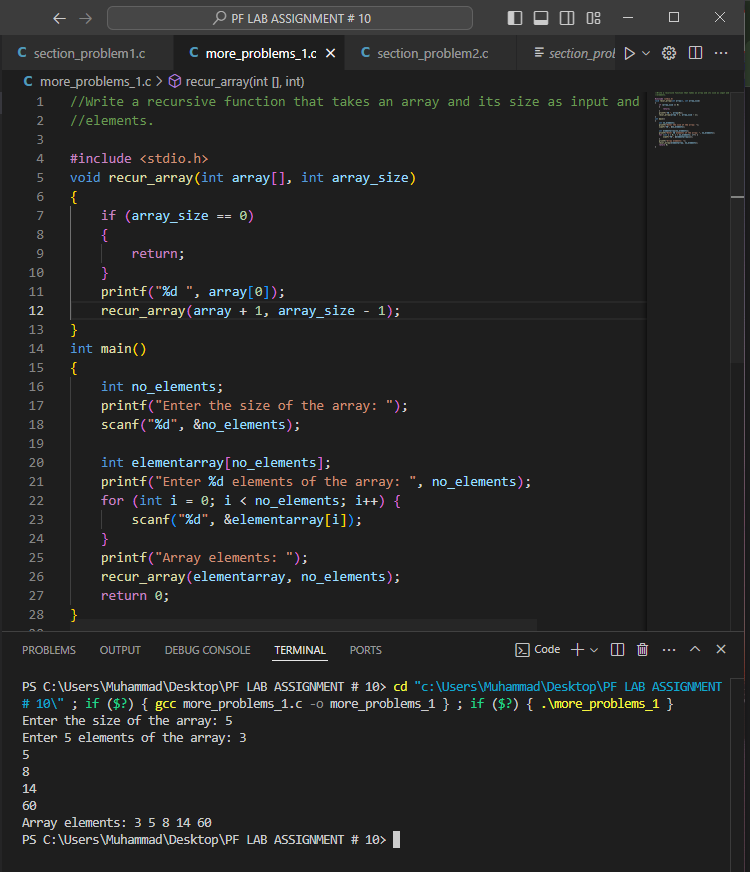 PF LAB ASSIGNMENT # 10
C section_problem1.c
C more_problems_1.c
C section_problem2.c
section_prob
C more_problems_1.c > recur_array(int [], int)
1 //Write a recursive function that takes an array and its size as input and
2 //elements.
3
4 #include <stdio.h>
5 void recur_array(int array[], int array_size)
6 {
7 if (array_size == 0)
8 {
9 return;
10 }
11 printf("%d ", array[0]);
12 recur_array(array + 1, array_size - 1);
13 }
14 int main()
15 {
16 int no_elements;
17 printf("Enter the size of the array: ");
18 scanf("%d", &no_elements);
19
20 int elementarray[no_elements];
21 printf("Enter %d elements of the array: ", no_elements);
22 for (int i = 0; i < no_elements; i++) {
23 scanf("%d", &elementarray[i]);
24 }
25 printf("Array elements: ");
26 recur_array(elementarray, no_elements);
27 return 0;
28 }
PROBLEMS OUTPUT DEBUG CONSOLE TERMINAL PORTS Code
PS C:\Users\Muhammad\Desktop\PF LAB ASSIGNMENT # 10> cd "c:\Users\Muhammad\Desktop\PF LAB ASSIGNMENT
# 10\" ; if ($?) { gcc more_problems_1.c -o more_problems_1 } ; if ($?) { .\more_problems_1 }
Enter the size of the array: 5
Enter 5 elements of the array: 3
5
8
14
60
Array elements: 3 5 8 14 60
PS C:\Users\Muhammad\Desktop\PF LAB ASSIGNMENT # 10>